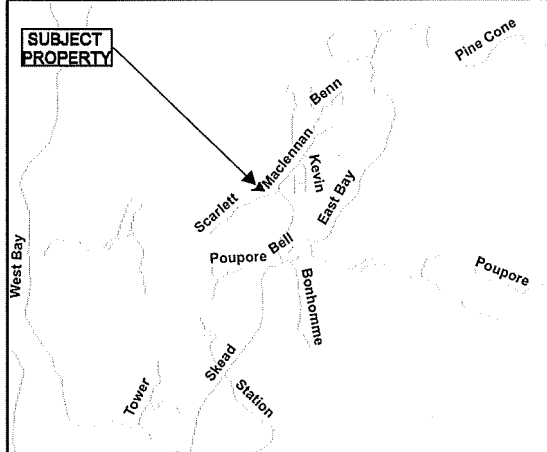 SUBJECT
PROPERTY
Pine Cone
Benn
Maclennan
Kevin
East Bay
Scarlett
Bell
Poupore
West Bay
Poupore
Bonhomme
Skead
Tower
Station